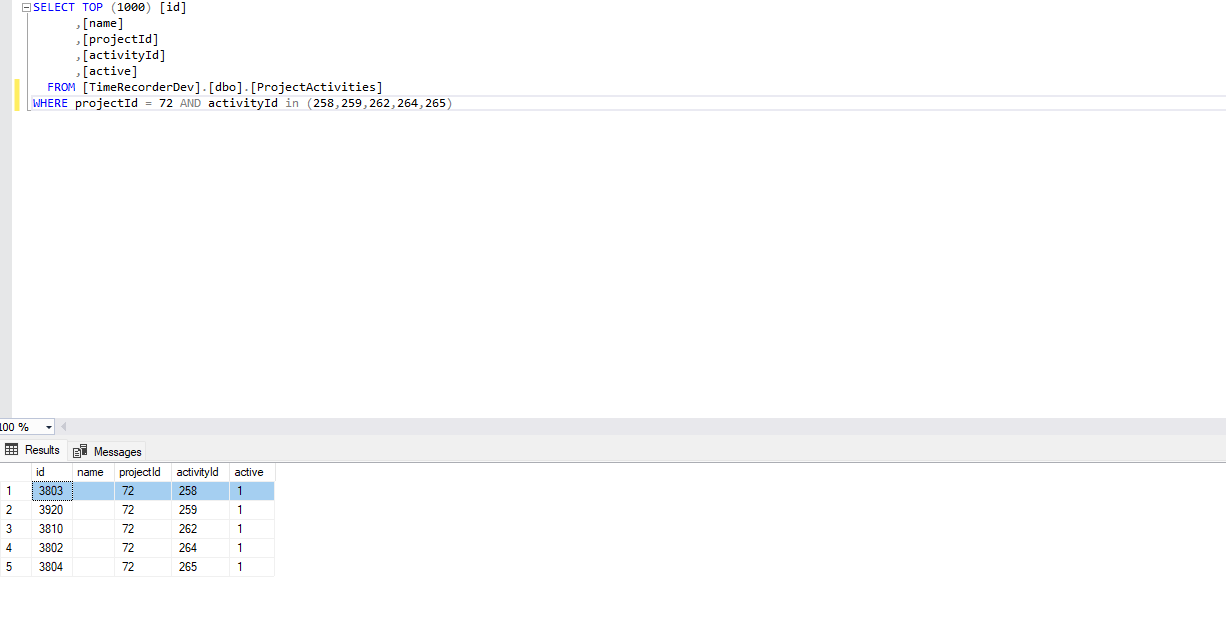 SELECT TOP (1000) [id]
,[name]
,[projectId]
,[activityId]
,[active]
FROM [TimeRecorderDev].[dbo].[ProjectActivities]
WHERE projectId = 72 AND activityId in (258,259,262,264,265)
100 %
Results Messages
id name projectId activityId active
1 3803 72 258 1
2 3920 72 259 1
3 3810 72 262 1
4 3802 72 264 1
5 3804 72 265 1